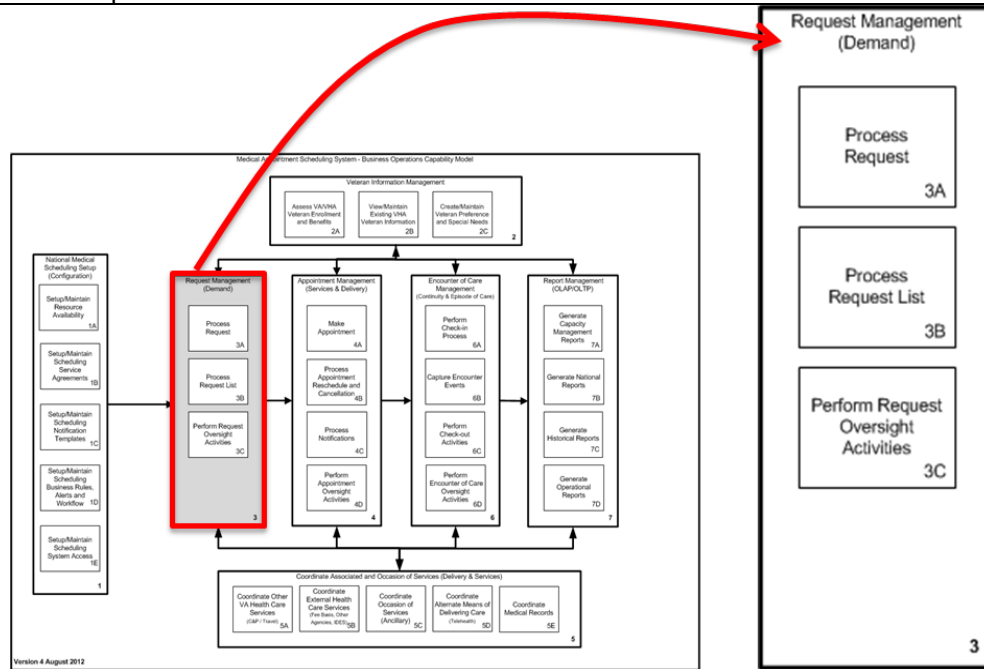 Medical Appointment Scheduling System - Business Operations Capability Model
Veteran Information Management
Assess VA/VHA
Veteran Enrollment
and Benefits
2A
View/Maintain
Existing VHA
Veteran Information
2B
Create/Maintain
Veteran Preference
and Special Needs
2C
2
National Medical
Scheduling Setup
(Configuration)
Setup/Maintain
Resource
Availability
1A
Setup/Maintain
Scheduling
Service
Agreements
1B
Setup/Maintain
Scheduling
Notification
Templates
1C
Setup/Maintain
Scheduling
Business Rules,
Alerts and
Workflow
1D
Setup/Maintain
Scheduling
System Access
1E
1
Request Management
(Demand)
Process
Request
3A
Process
Request List
3B
Perform Request
Oversight
Activities
3C
3
Appointment Management
(Services & Delivery)
Make
Appointment
4A
Process
Appointment
Reschedule and
Cancellation
4B
Process
Notifications
4C
Perform
Appointment
Oversight
Activities
4D
4
Encounter of Care
Management
(Continuity & Episode of Care)
Perform
Check-in
Process
6A
Capture Encounter
Events
6B
Perform
Check-out
Activities
6C
Perform
Encounter of Care
Oversight
Activities
6D
6
Report Management
(OLAP/OLTP)
Generate
Capacity
Management
Reports
7A
Generate National
Reports
7B
Generate
Historical Reports
7C
Generate
Operational
Reports
7D
7
Coordinate Associated and Occasion of Services (Delivery & Services)
Coordinate Other
VA Health Care
Services
(C&P / Travel)
5A
Coordinate
External Health
Care Services
(Fee Basis, Other
Agencies, IDES)
5B
Coordinate
Occasion of
Services
(Ancillary)
5C
Coordinate
Alternate Means of
Delivering Care
(Telehealth)
5D
Coordinate
Medical Records
5E
5
Version 4 August 2012
Request Management
(Demand)
Process
Request
3A
Process
Request List
3B
Perform Request
Oversight
Activities
3C
3